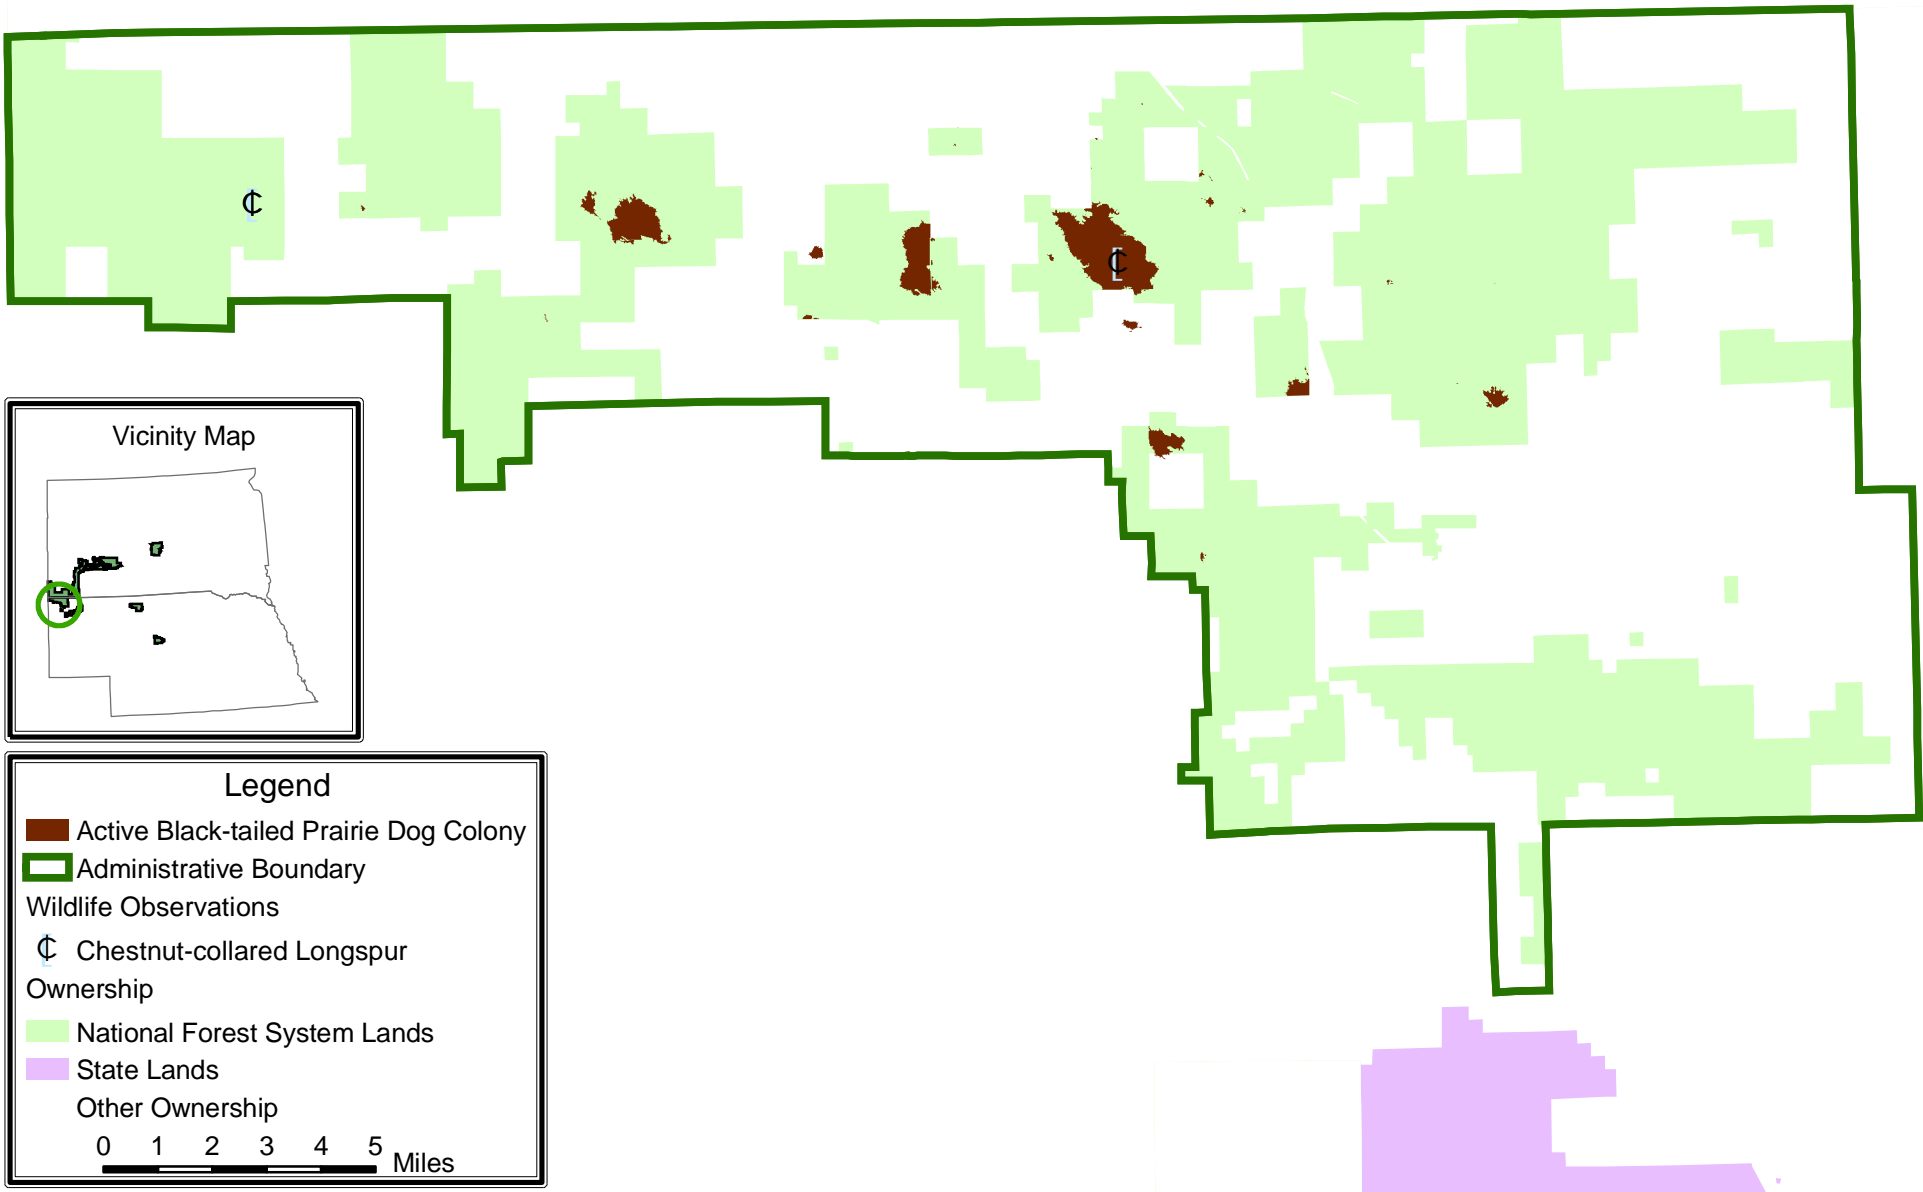 ₵
₵
Vicinity Map
Legend
Active Black-tailed Prairie Dog Colony
Administrative Boundary
Wildlife Observations
₵ Chestnut-collared Longspur
Ownership
National Forest System Lands
State Lands
Other Ownership
0 1 2 3 4 5 Miles